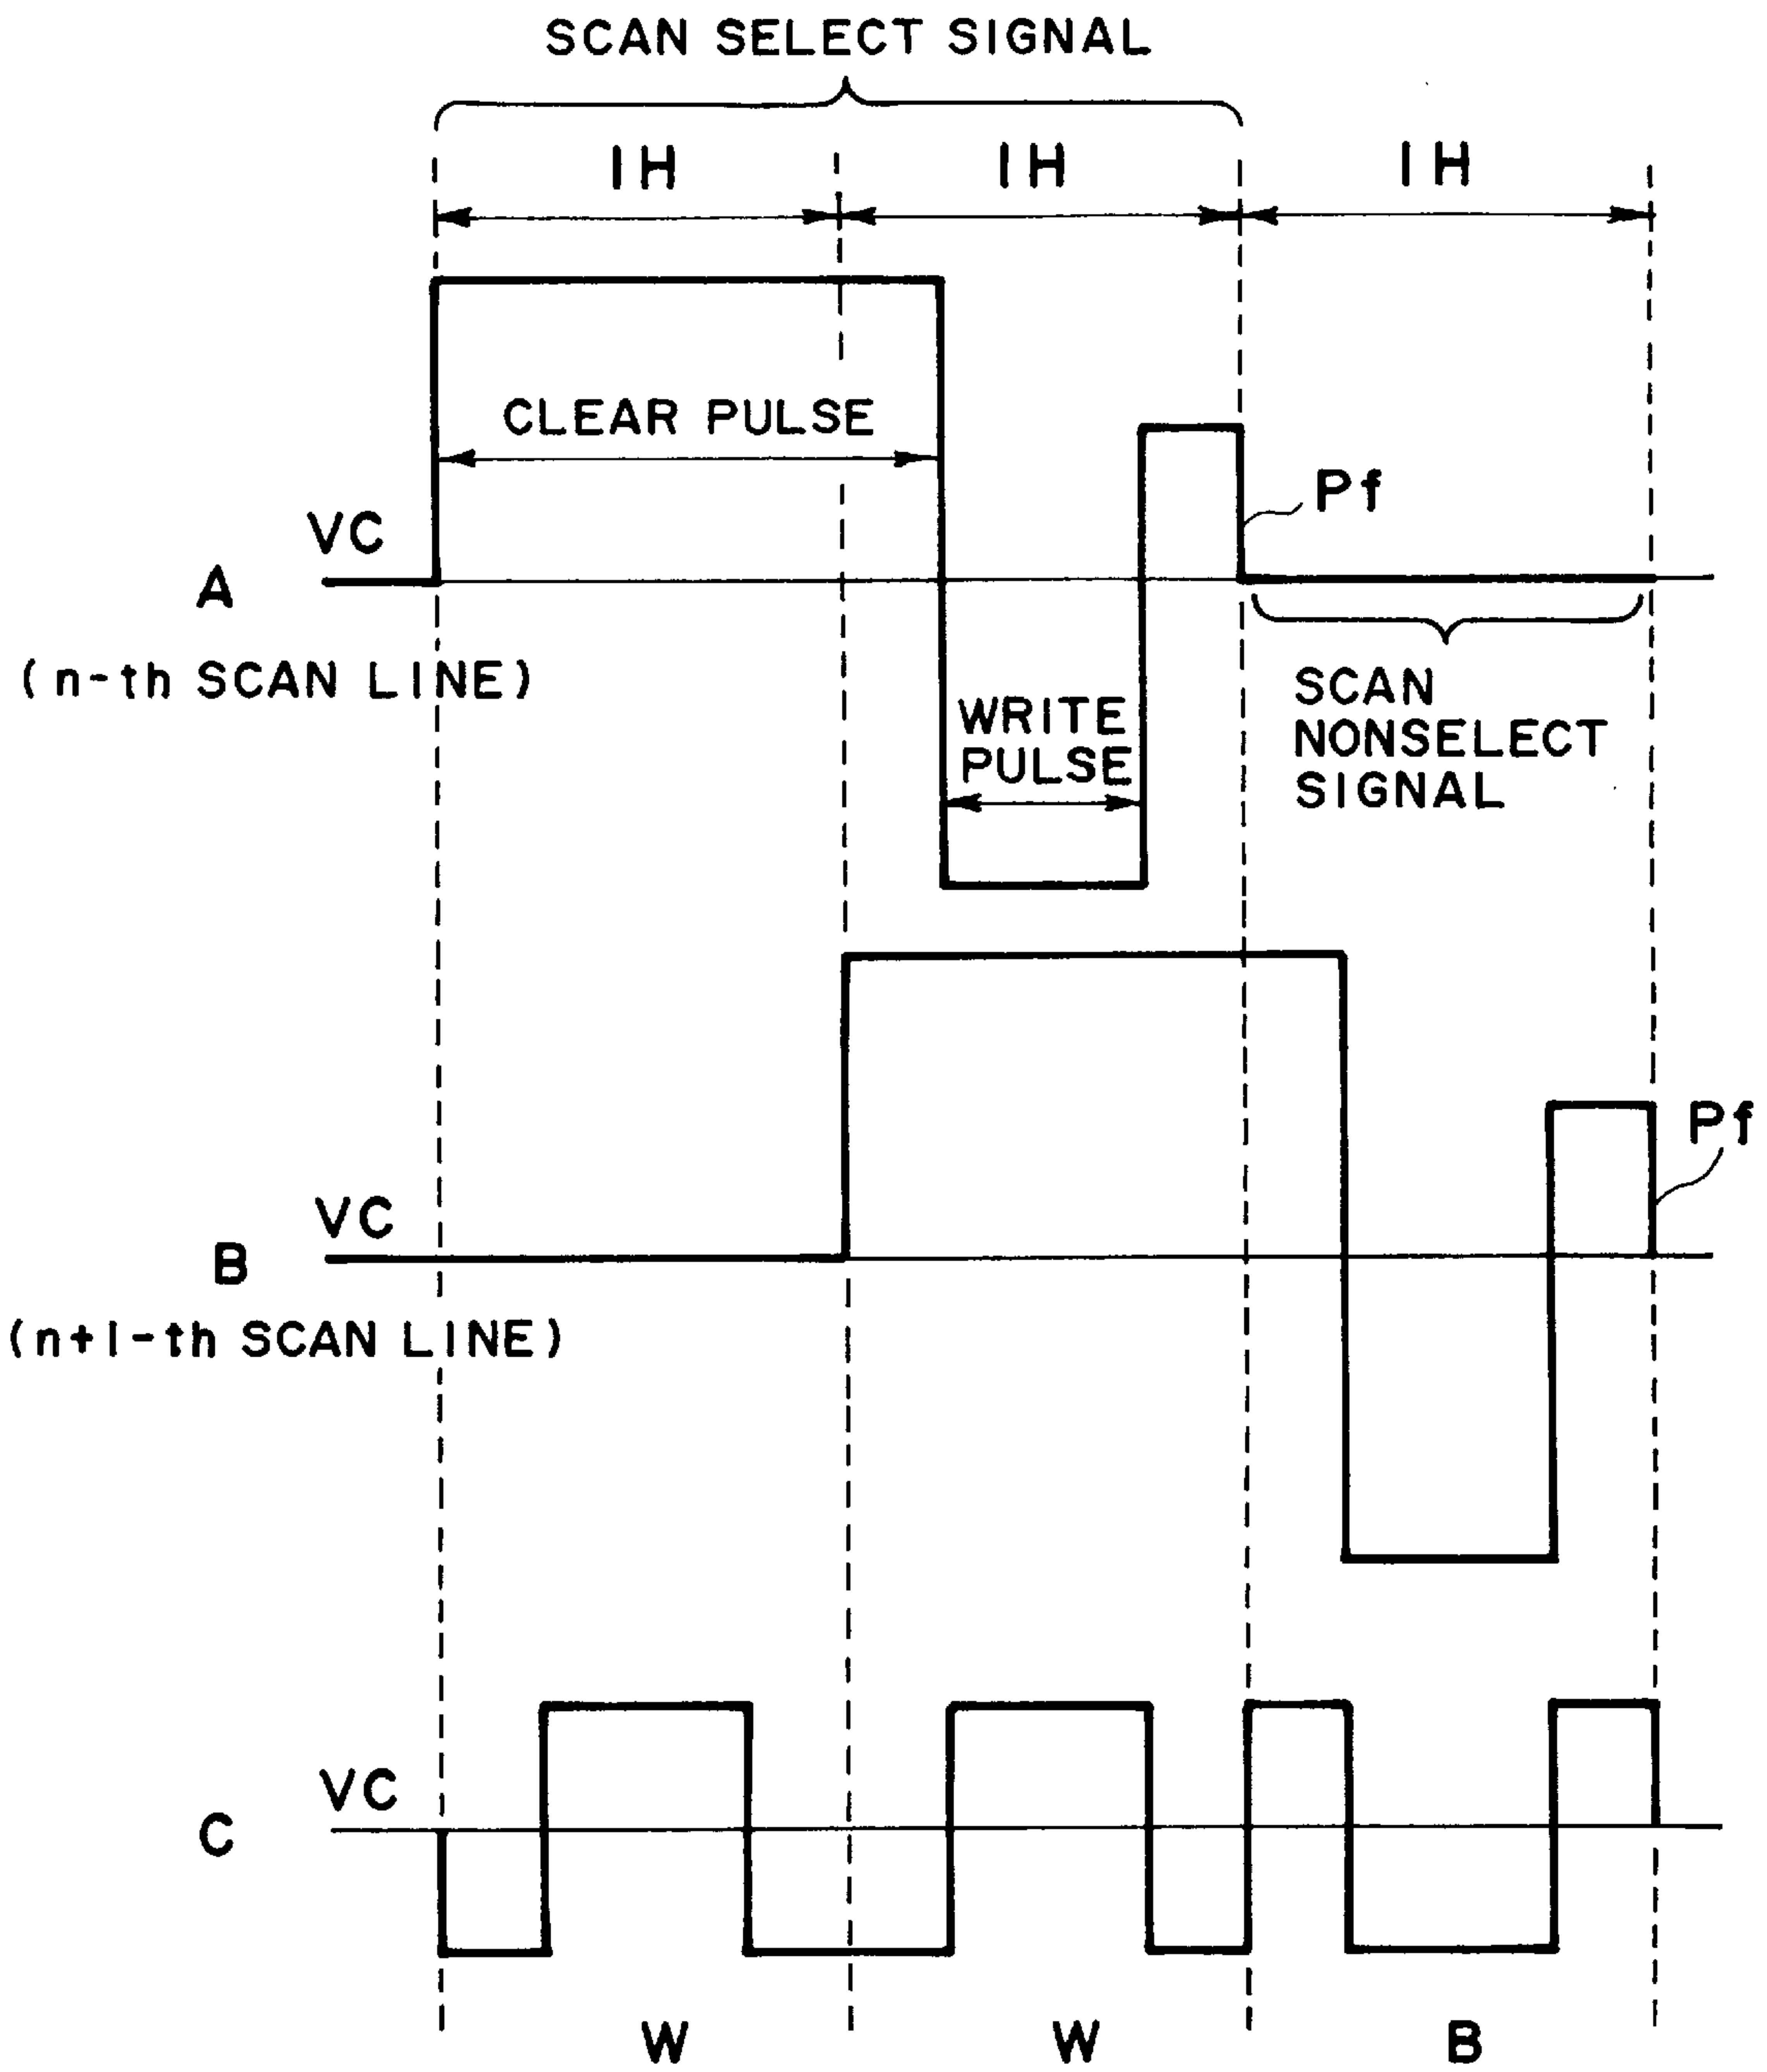 SCAN SELECT SIGNAL
1H 1H 1H
CLEAR PULSE
Pf
VC
A
(n-th SCAN LINE)
WRITE
PULSE
SCAN
NONSELECT
SIGNAL
Pf
VC
B
(n+1-th SCAN LINE)
VC
C
W W B